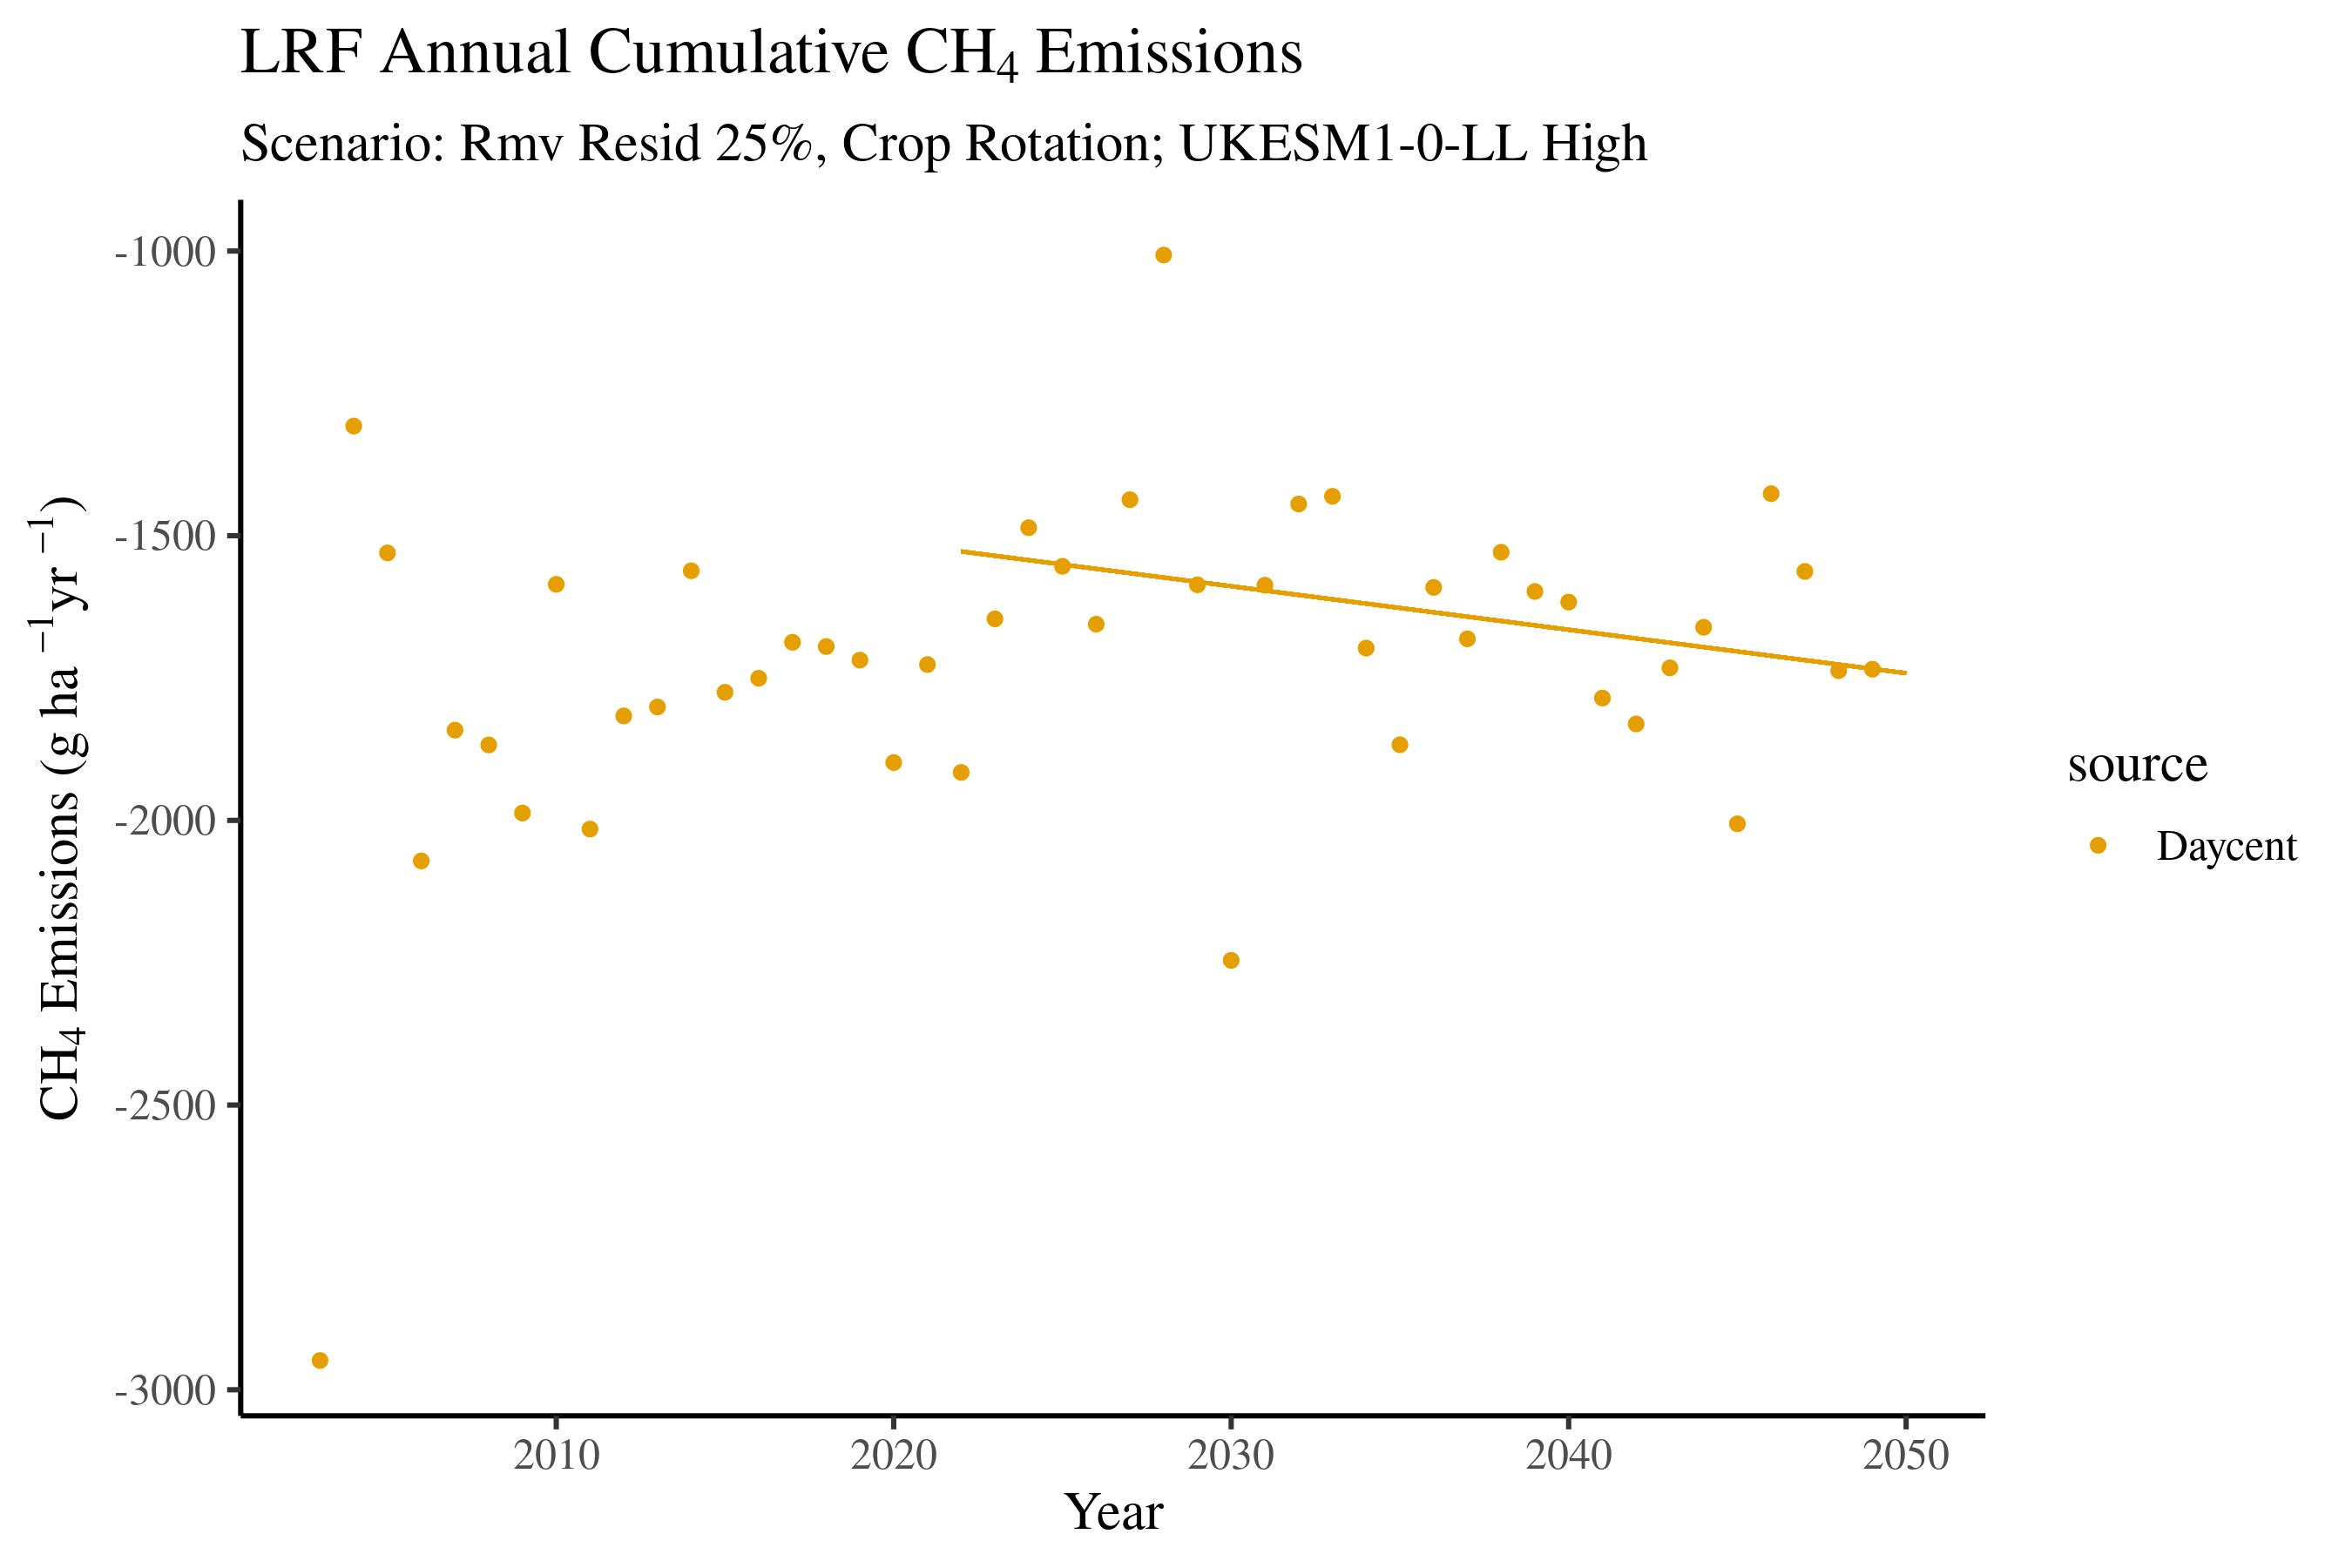 LRF Annual Cumulative CH₄ Emissions
Scenario: Rmv Resid 25%, Crop Rotation; UKESM1-0-LL High
CH₄ Emissions (g ha ⁻¹yr ⁻¹)
-1000
-1500
-2000
-2500
-3000
2010 2020 2030 2040 2050
Year
source
Daycent